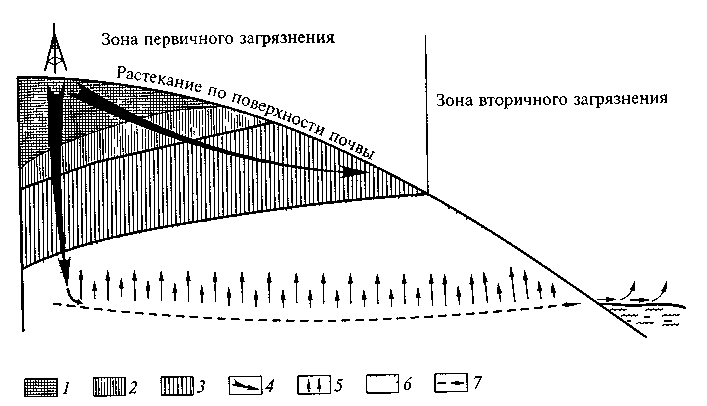 Зона первичного загрязнения
Растекание по поверхности почвы
Зона вторичного загрязнения
1 2 3 4 5 6 7